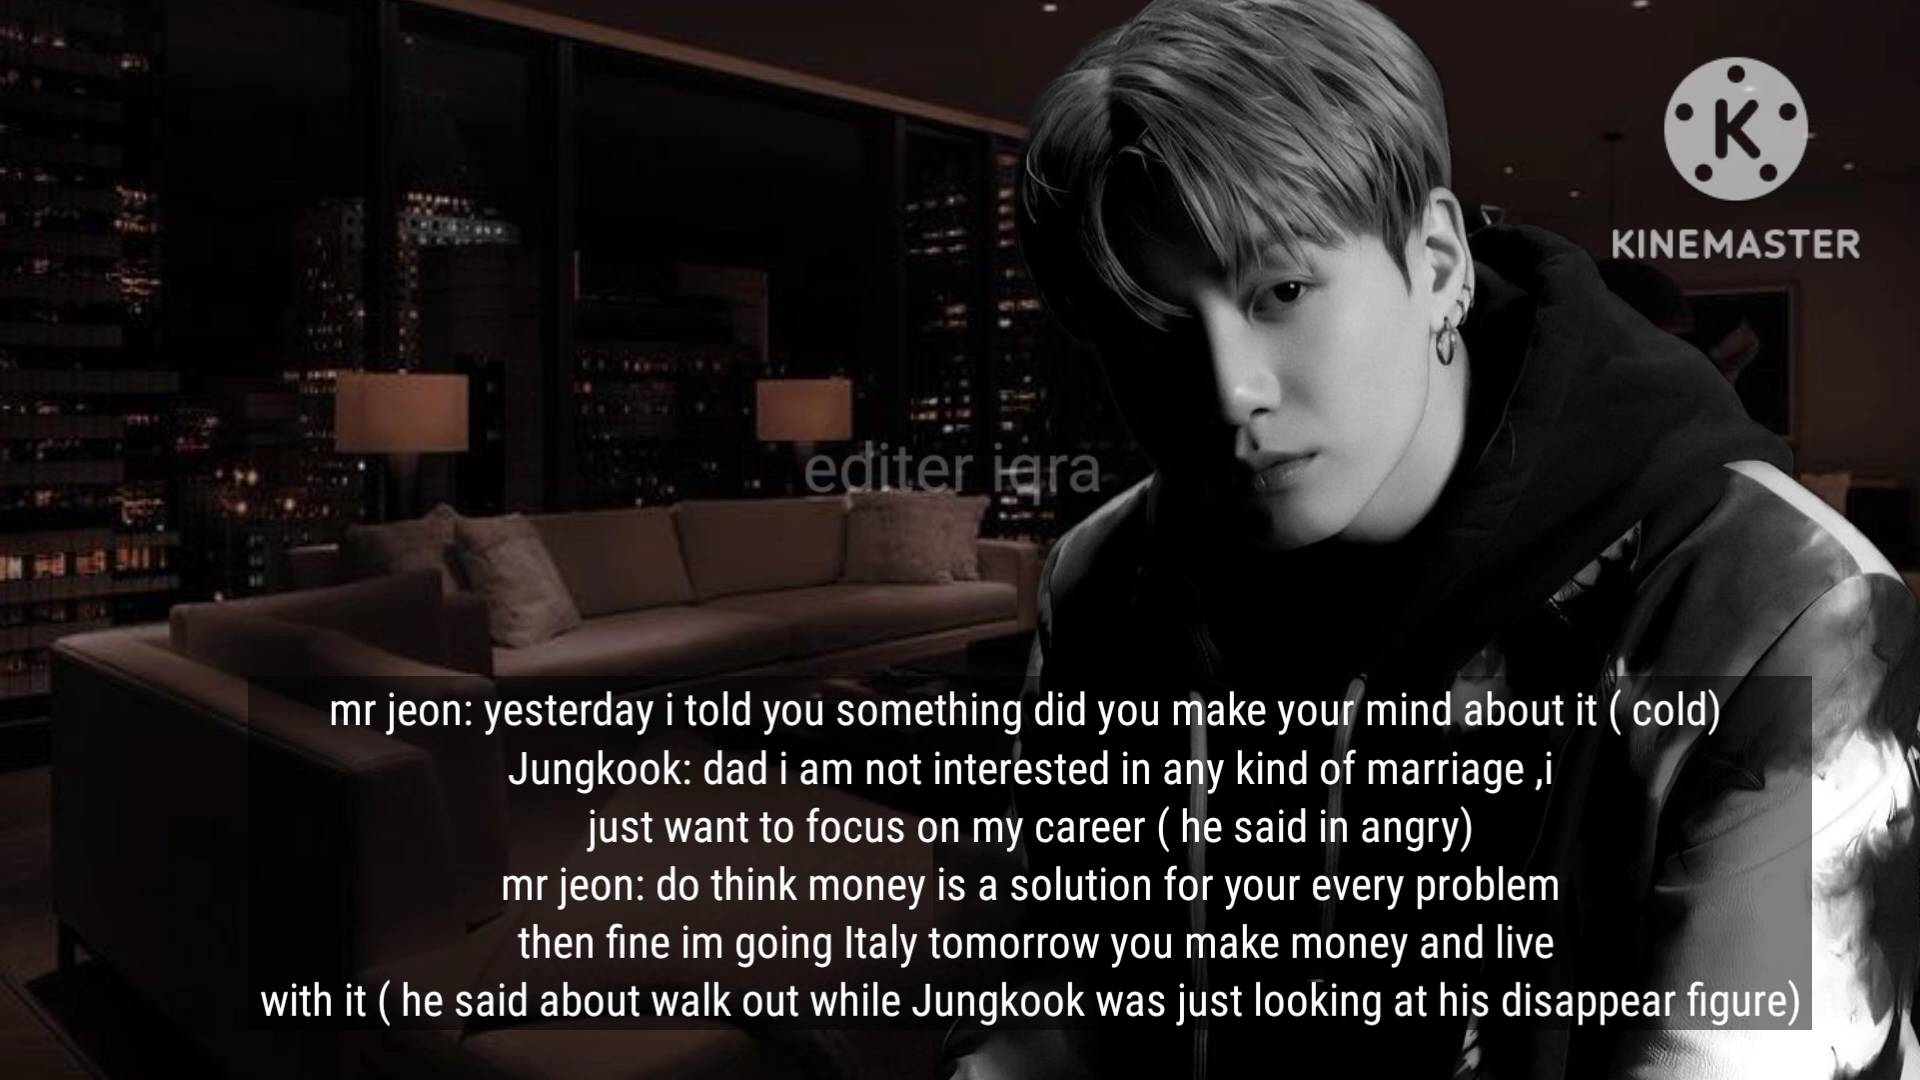 KINEMASTER
editer iqra
mr jeon: yesterday i told you something did you make your mind about it ( cold)
Jungkook: dad i am not interested in any kind of marriage ,i
just want to focus on my career ( he said in angry)
mr jeon: do think money is a solution for your every problem
then fine im going Italy tomorrow you make money and live
with it ( he said about walk out while Jungkook was just looking at his disappear figure)